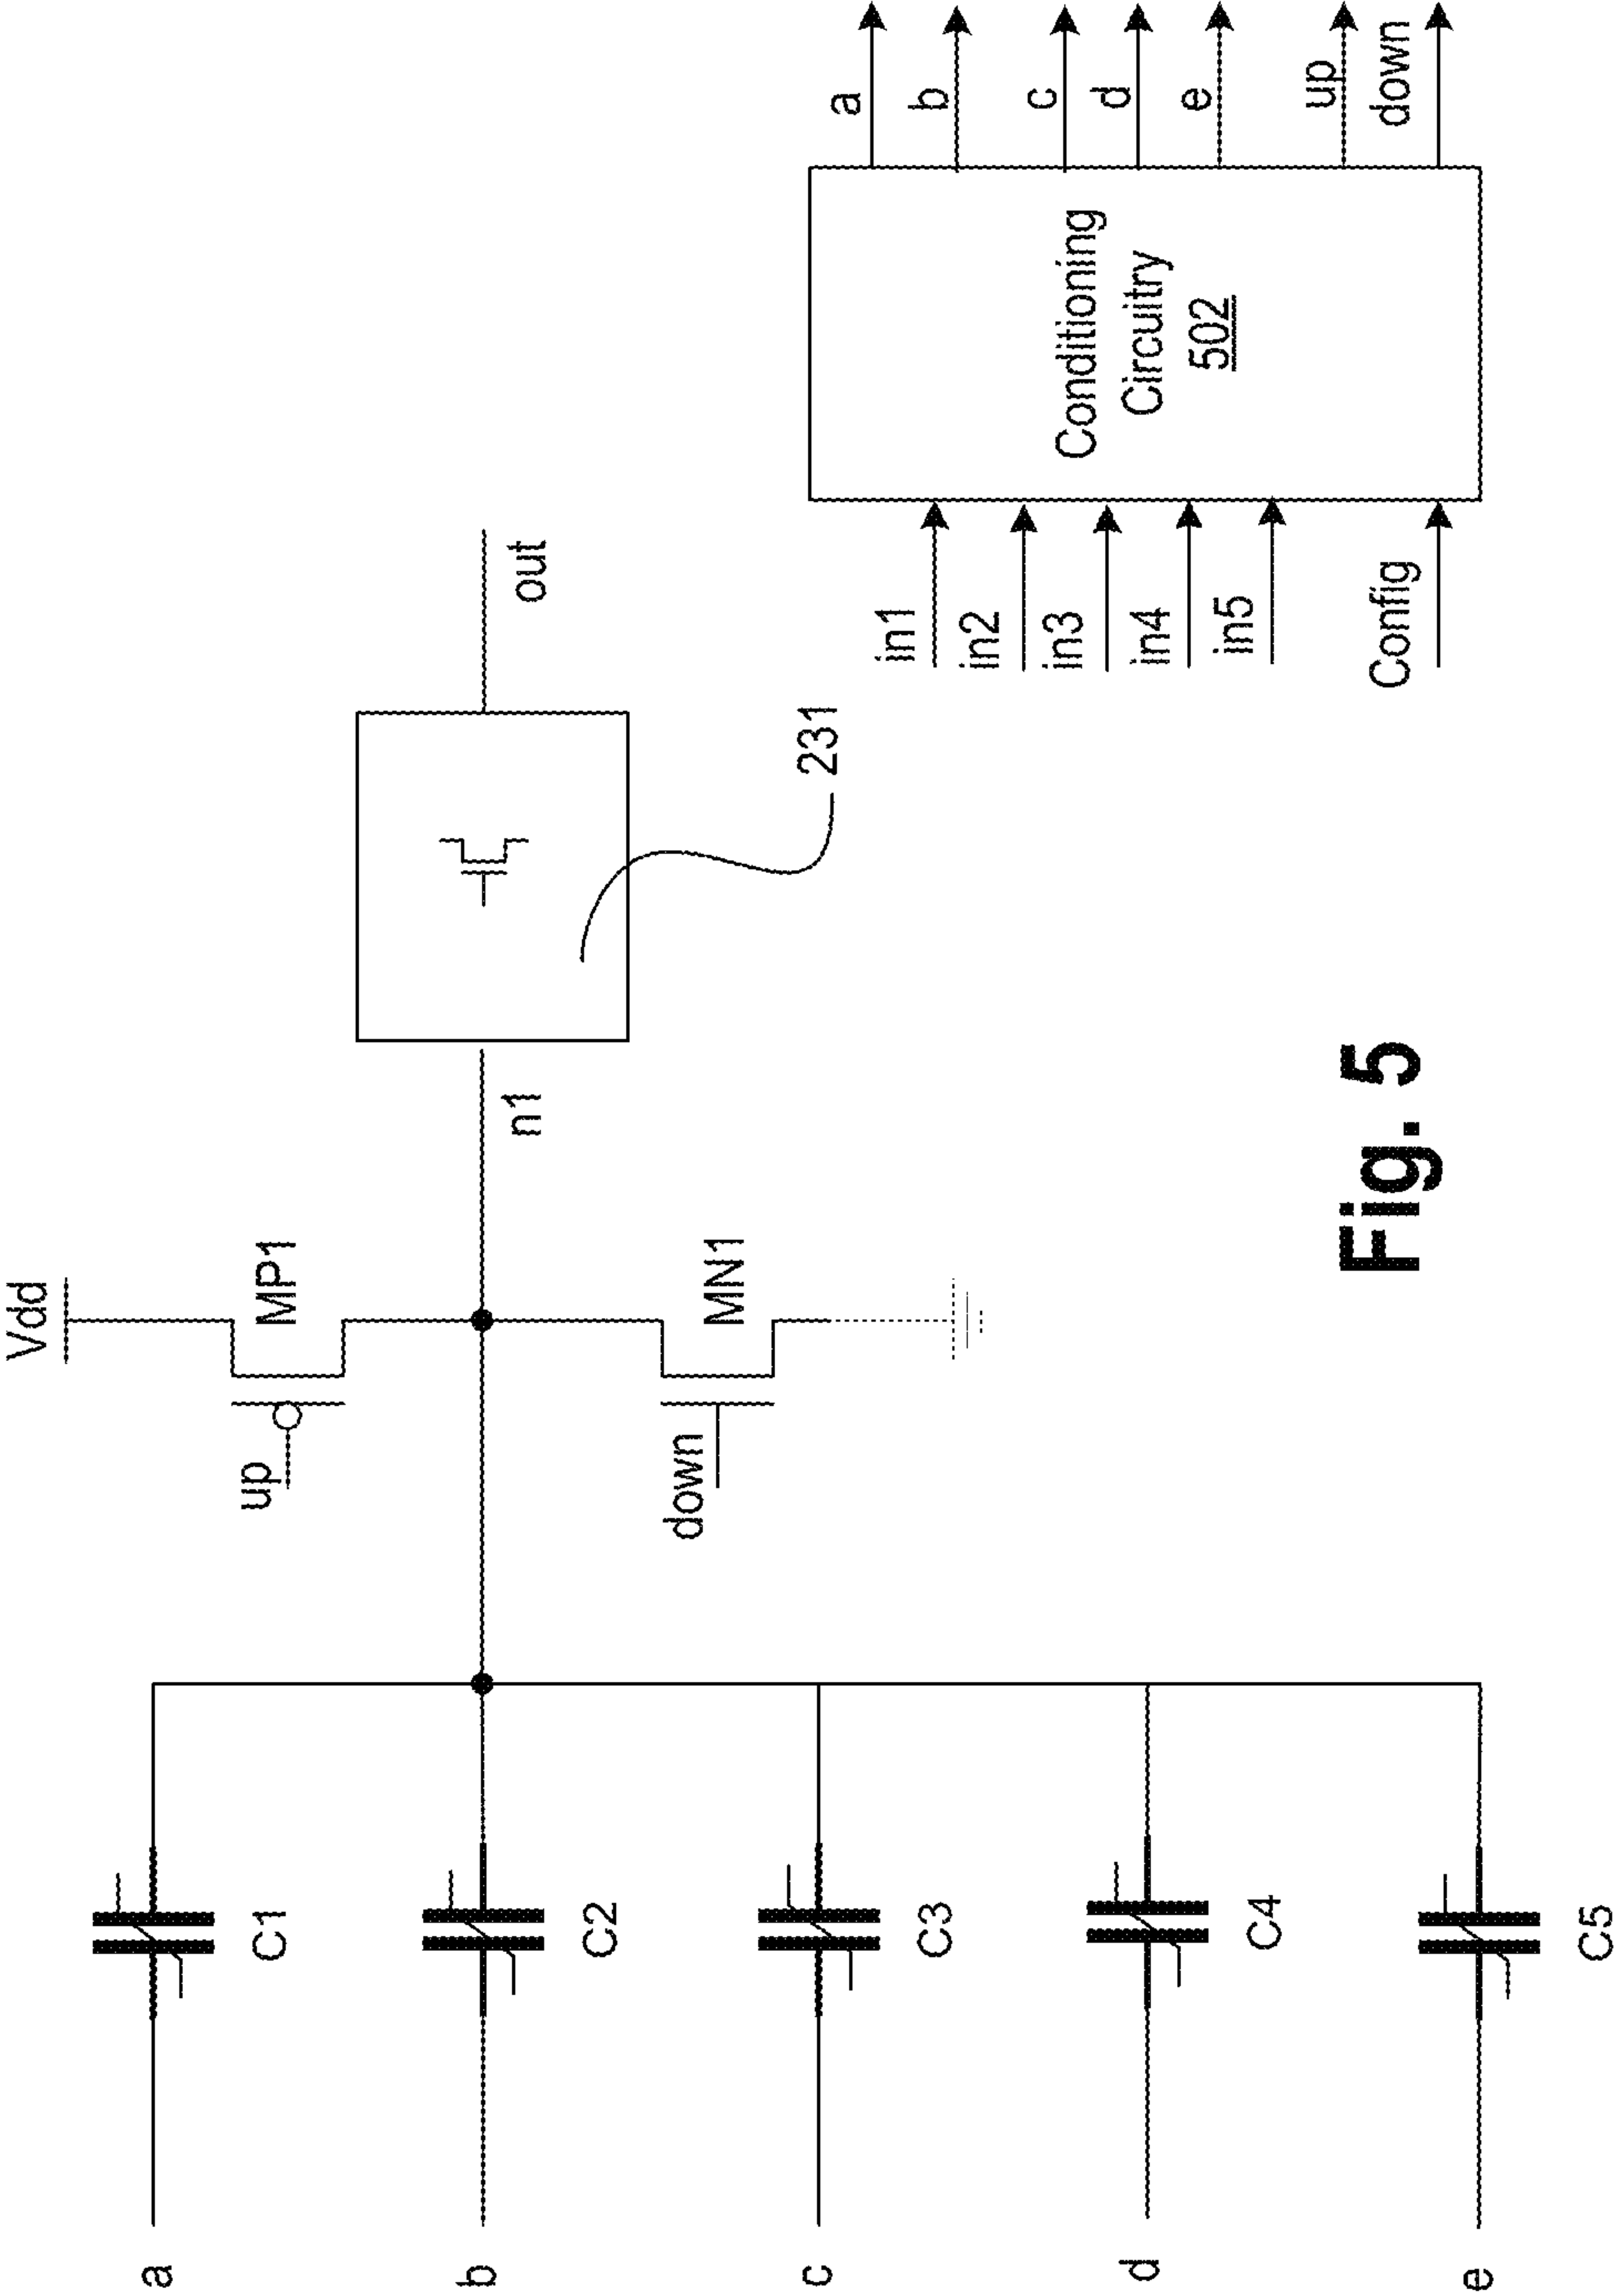 Vdd
a
C1
up
MP1
b
C2
n1
out
down
MN1
231
c
C3
d
C4
e
C5
in1
in2
in3
in4
in5
Config
Conditioning
Circuitry
502
a
b
c
d
e
up
down
Fig. 5